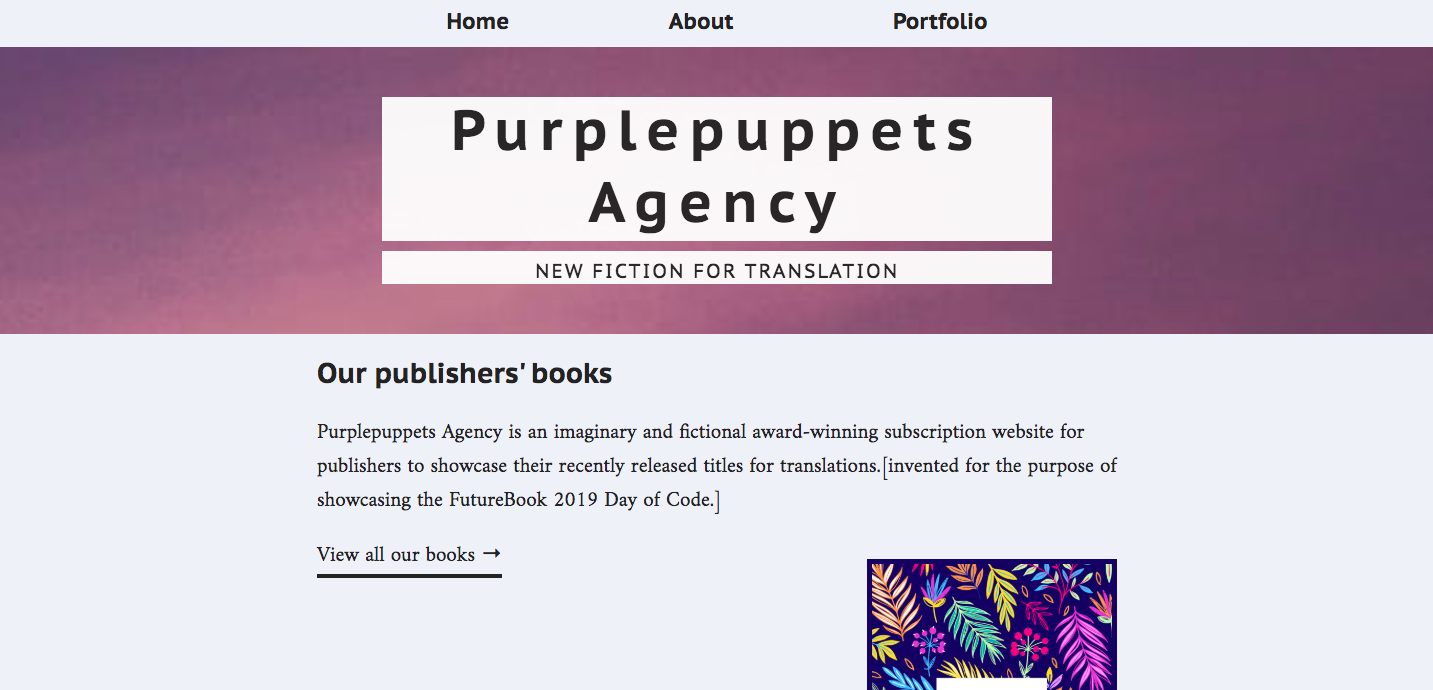 Home About Portfolio
Purplepuppets
Agency
NEW FICTION FOR TRANSLATION
Our publishers' books
Purplepuppets Agency is an imaginary and fictional award-winning subscription website for
publishers to showcase their recently released titles for translations.[invented for the purpose of
showcasing the FutureBook 2019 Day of Code.]
View all our books →